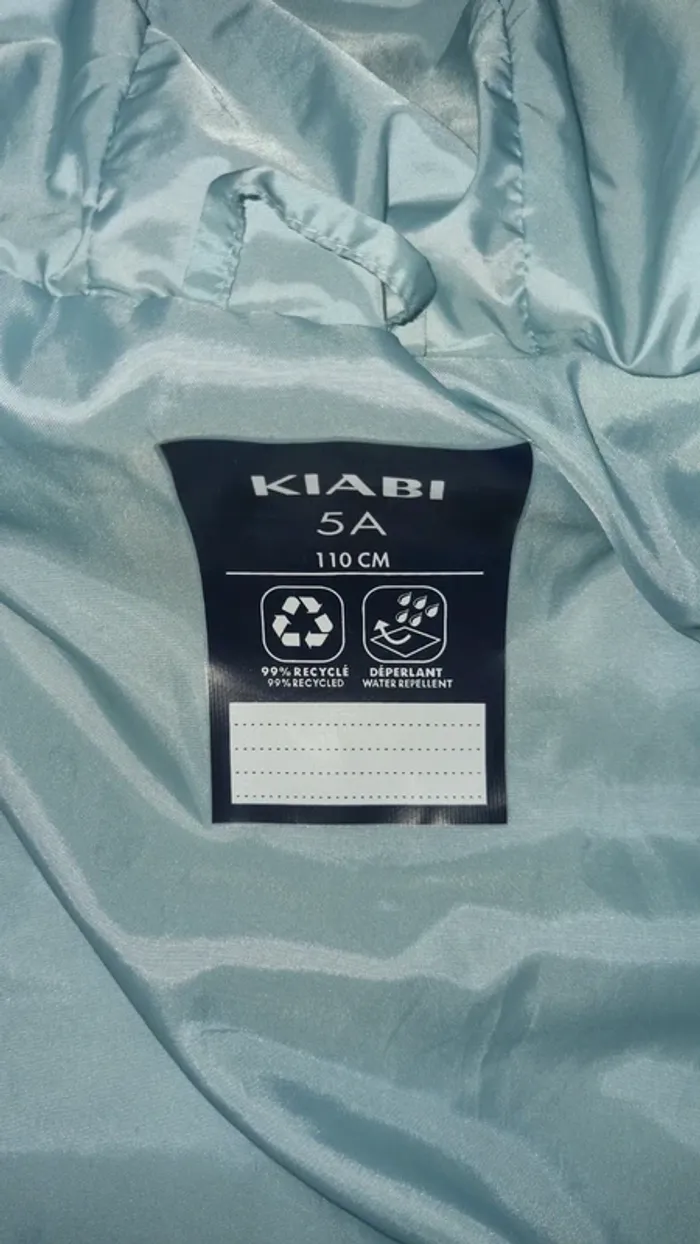 KIABI
5A
110 CM
99% RECYCLÉ DÉPERLANT
99% RECYCLED WATER REPELLENT